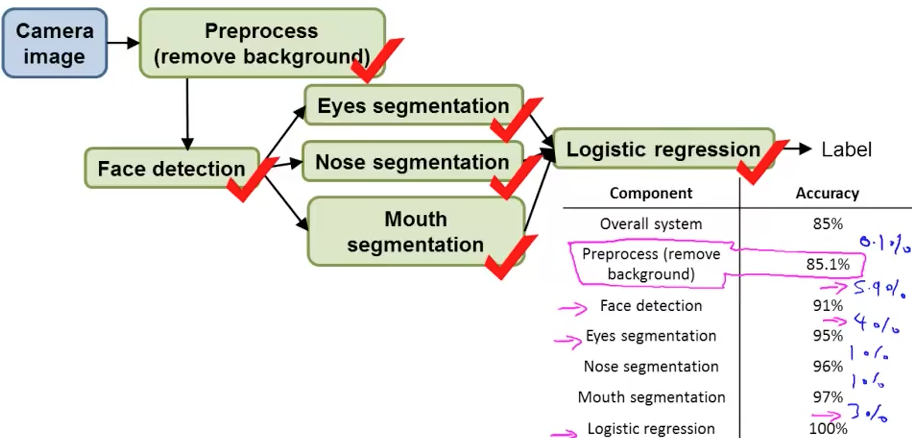 Camera
image
Preprocess
(remove background)
Eyes segmentation
Face detection
Nose segmentation
Mouth
segmentation
Logistic regression
Label
Component Accuracy
Overall system 85%
0.1%
Preprocess (remove
background) 85.1%
5.9%
Face detection 91%
4%
Eyes segmentation 95%
1%
Nose segmentation 96%
1%
Mouth segmentation 97%
3%
Logistic regression 100%